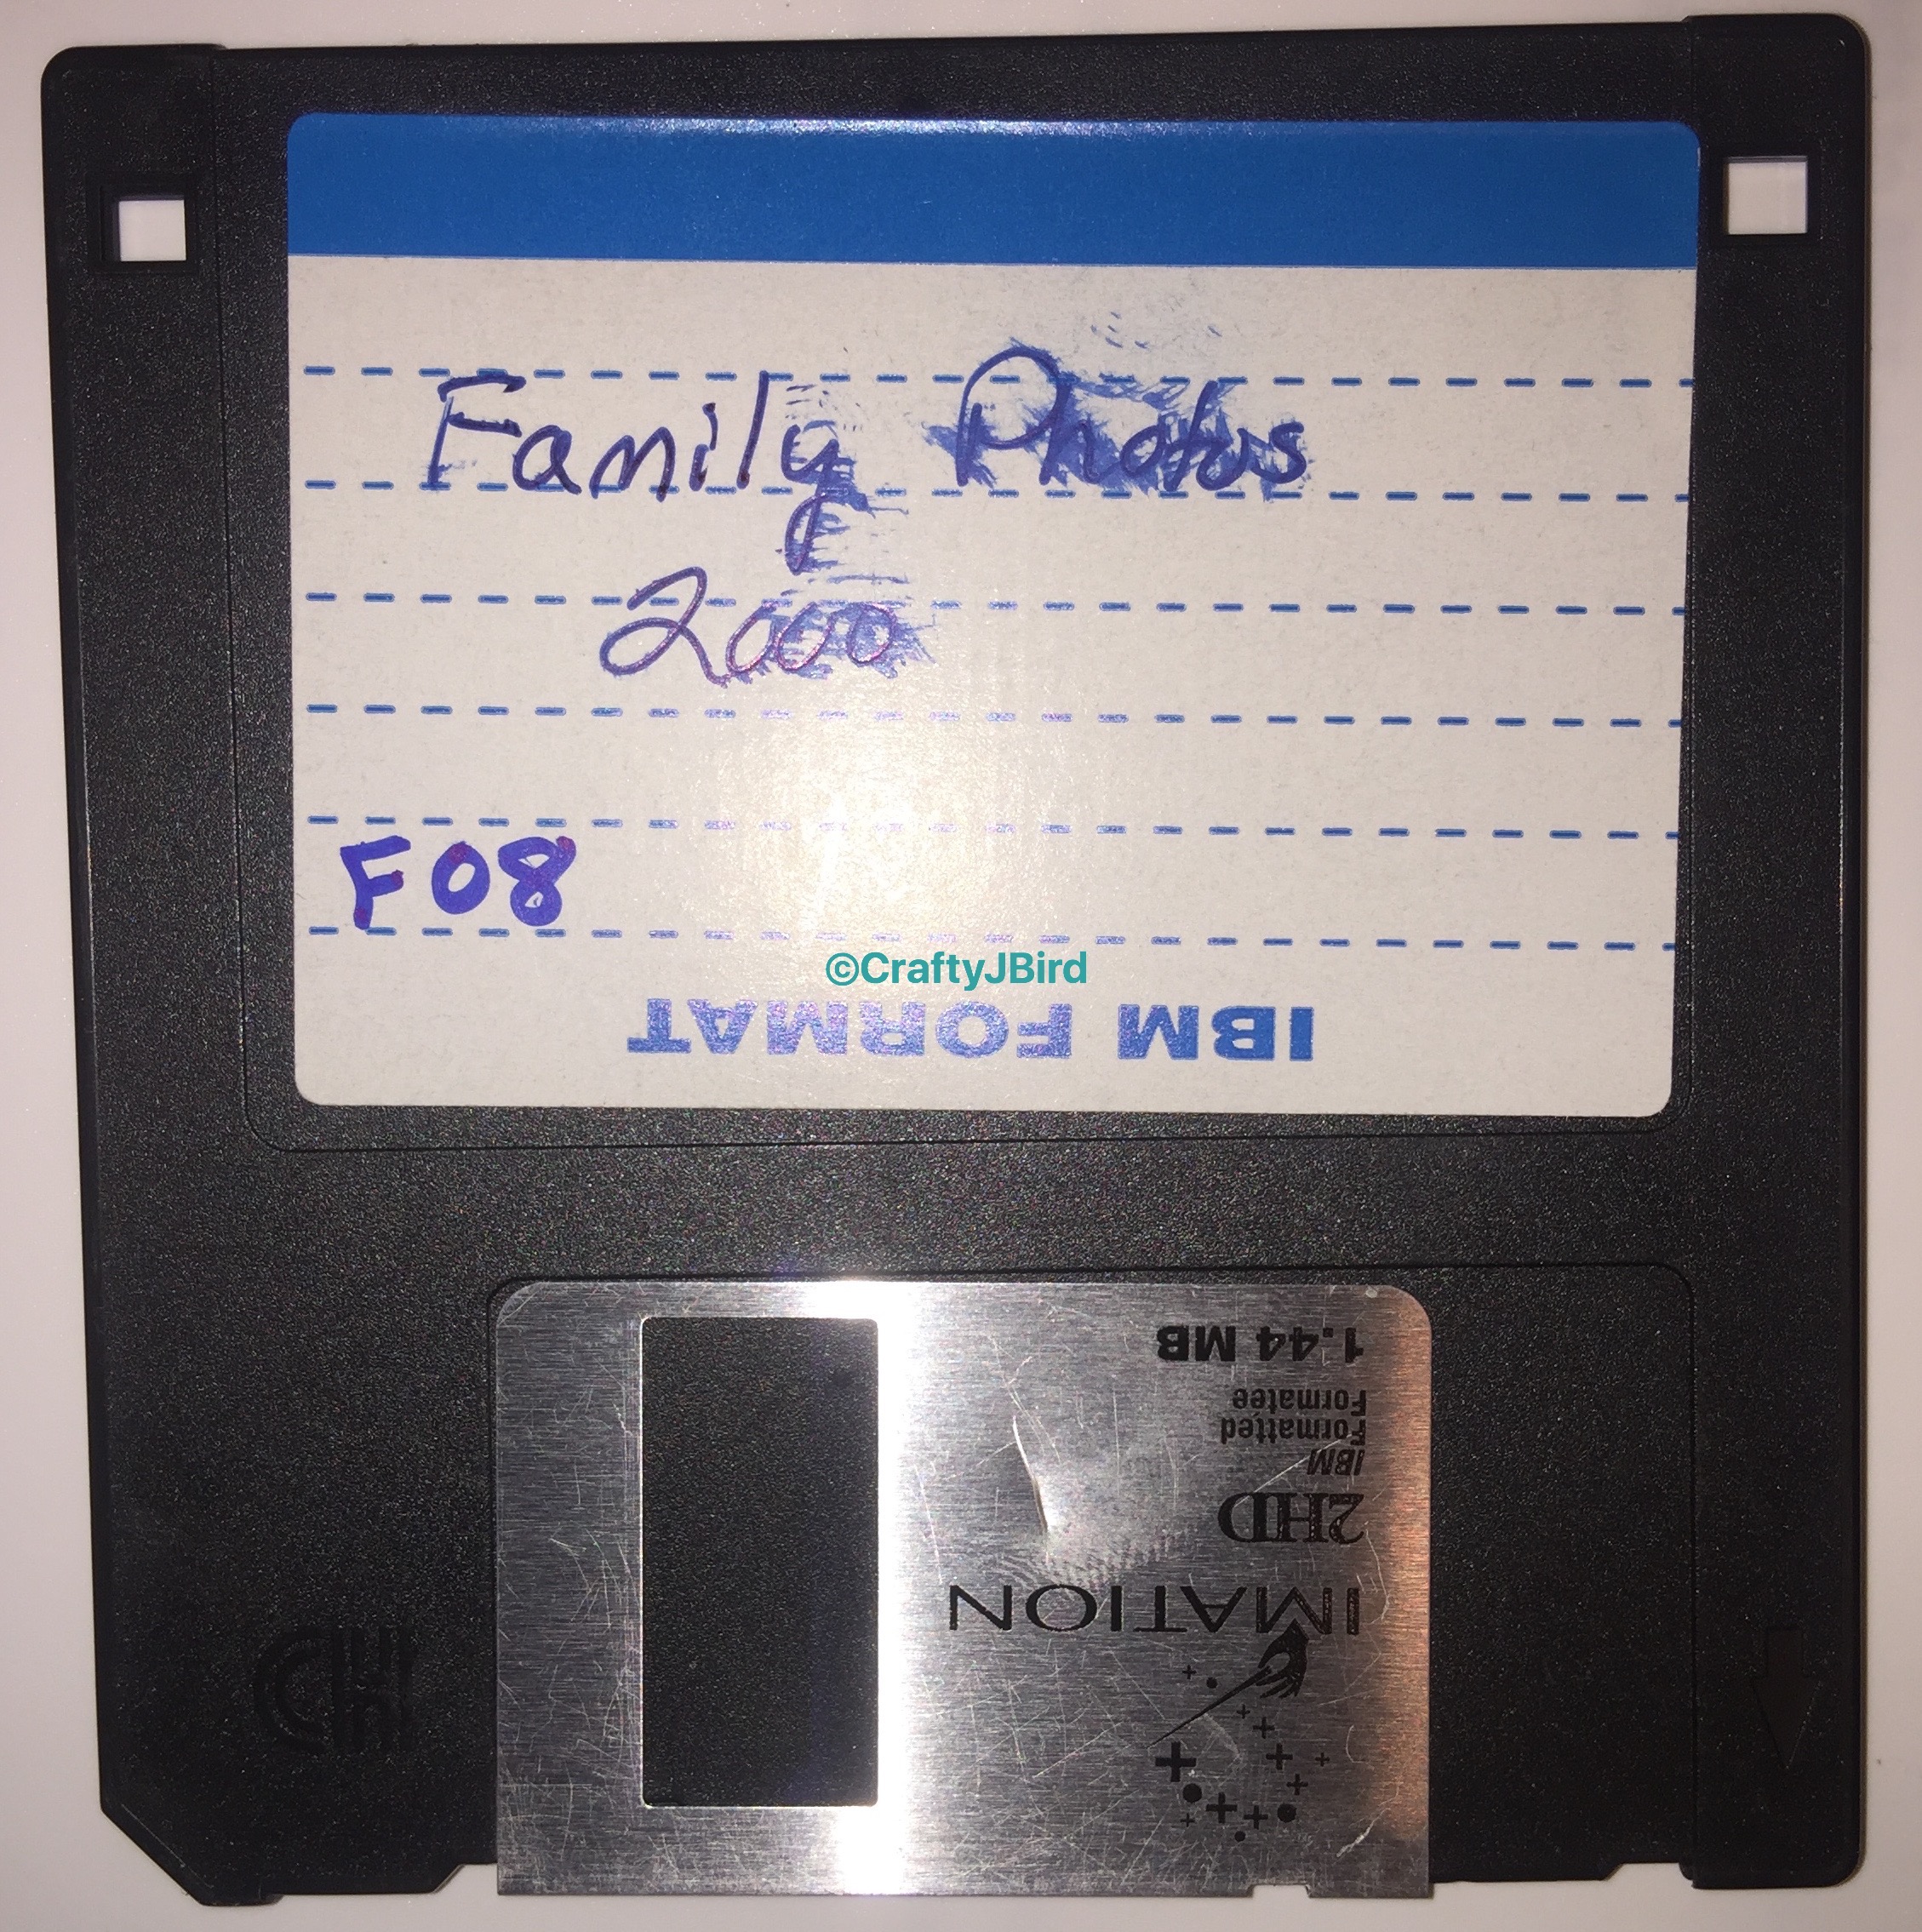 Family Photos
2000
F08
©CraftyJBird
IBM FORMAT
1.44 MB
Formatee
Formatted
IBM
2HD
IMATION